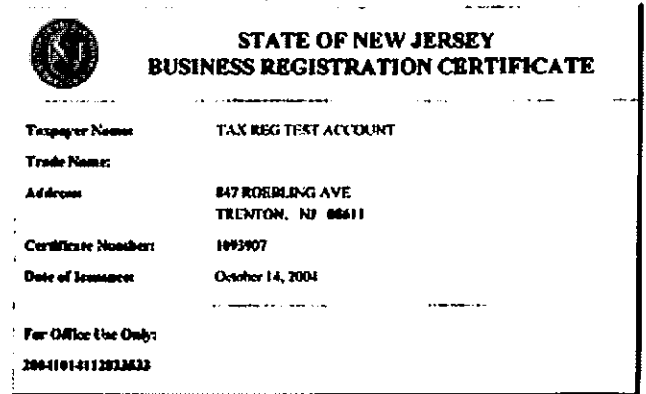 STATE OF NEW JERSEY
BUSINESS REGISTRATION CERTIFICATE
Taxpayer Name: TAX REG TEST ACCOUNT
Trade Name:
Address: 847 ROEBLING AVE
TRENTON, NJ 08611
Certificate Number: 1093907
Date of Issuance: October 14, 2004
For Office Use Only:
20041014112823533